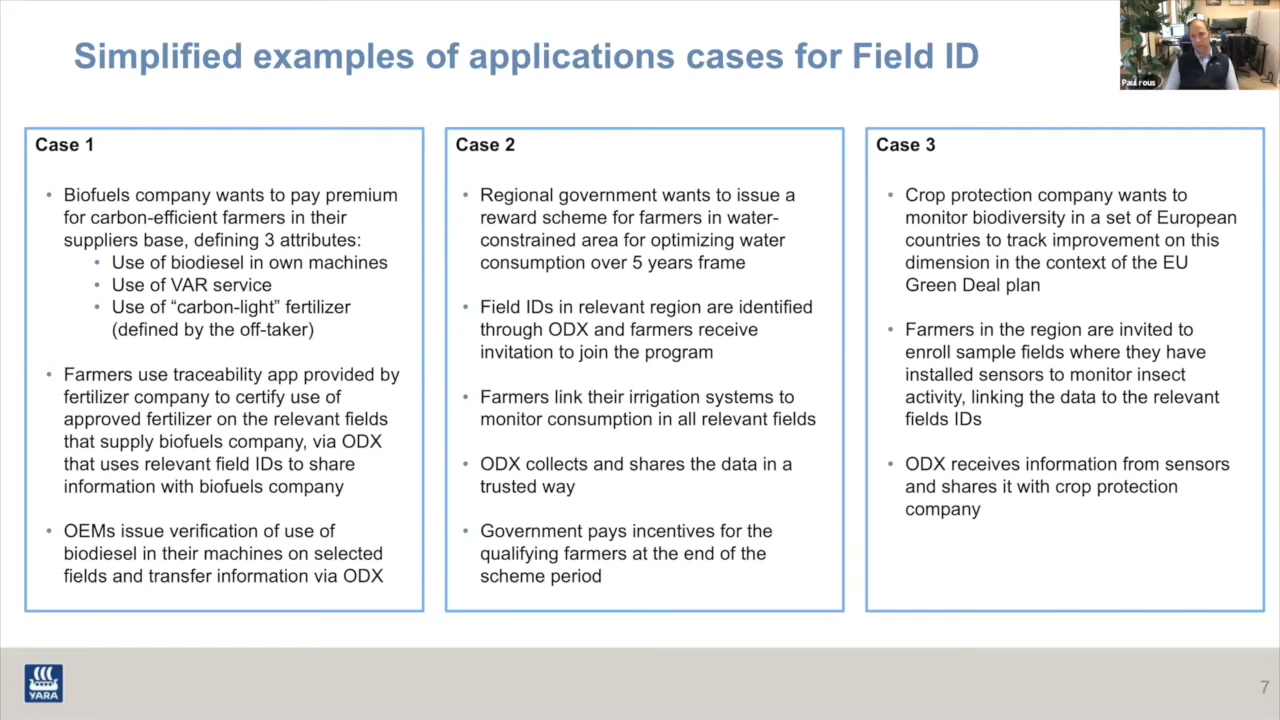 Simplified examples of applications cases for Field ID
Paul rous
Case 1
Biofuels company wants to pay premium
for carbon-efficient farmers in their
suppliers base, defining 3 attributes:
Use of biodiesel in own machines
Use of VAR service
Use of “carbon-light” fertilizer
(defined by the off-taker)
Farmers use traceability app provided by
fertilizer company to certify use of
approved fertilizer on the relevant fields
that supply biofuels company, via ODX
that uses relevant field IDs to share
information with biofuels company
OEMs issue verification of use of
biodiesel in their machines on selected
fields and transfer information via ODX
Case 2
Regional government wants to issue a
reward scheme for farmers in water-
constrained area for optimizing water
consumption over 5 years frame
Field IDs in relevant region are identified
through ODX and farmers receive
invitation to join the program
Farmers link their irrigation systems to
monitor consumption in all relevant fields
ODX collects and shares the data in a
trusted way
Government pays incentives for the
qualifying farmers at the end of the
scheme period
Case 3
Crop protection company wants to
monitor biodiversity in a set of European
countries to track improvement on this
dimension in the context of the EU
Green Deal plan
Farmers in the region are invited to
enroll sample fields where they have
installed sensors to monitor insect
activity, linking the data to the relevant
fields IDs
ODX receives information from sensors
and shares it with crop protection
company
YARA
7